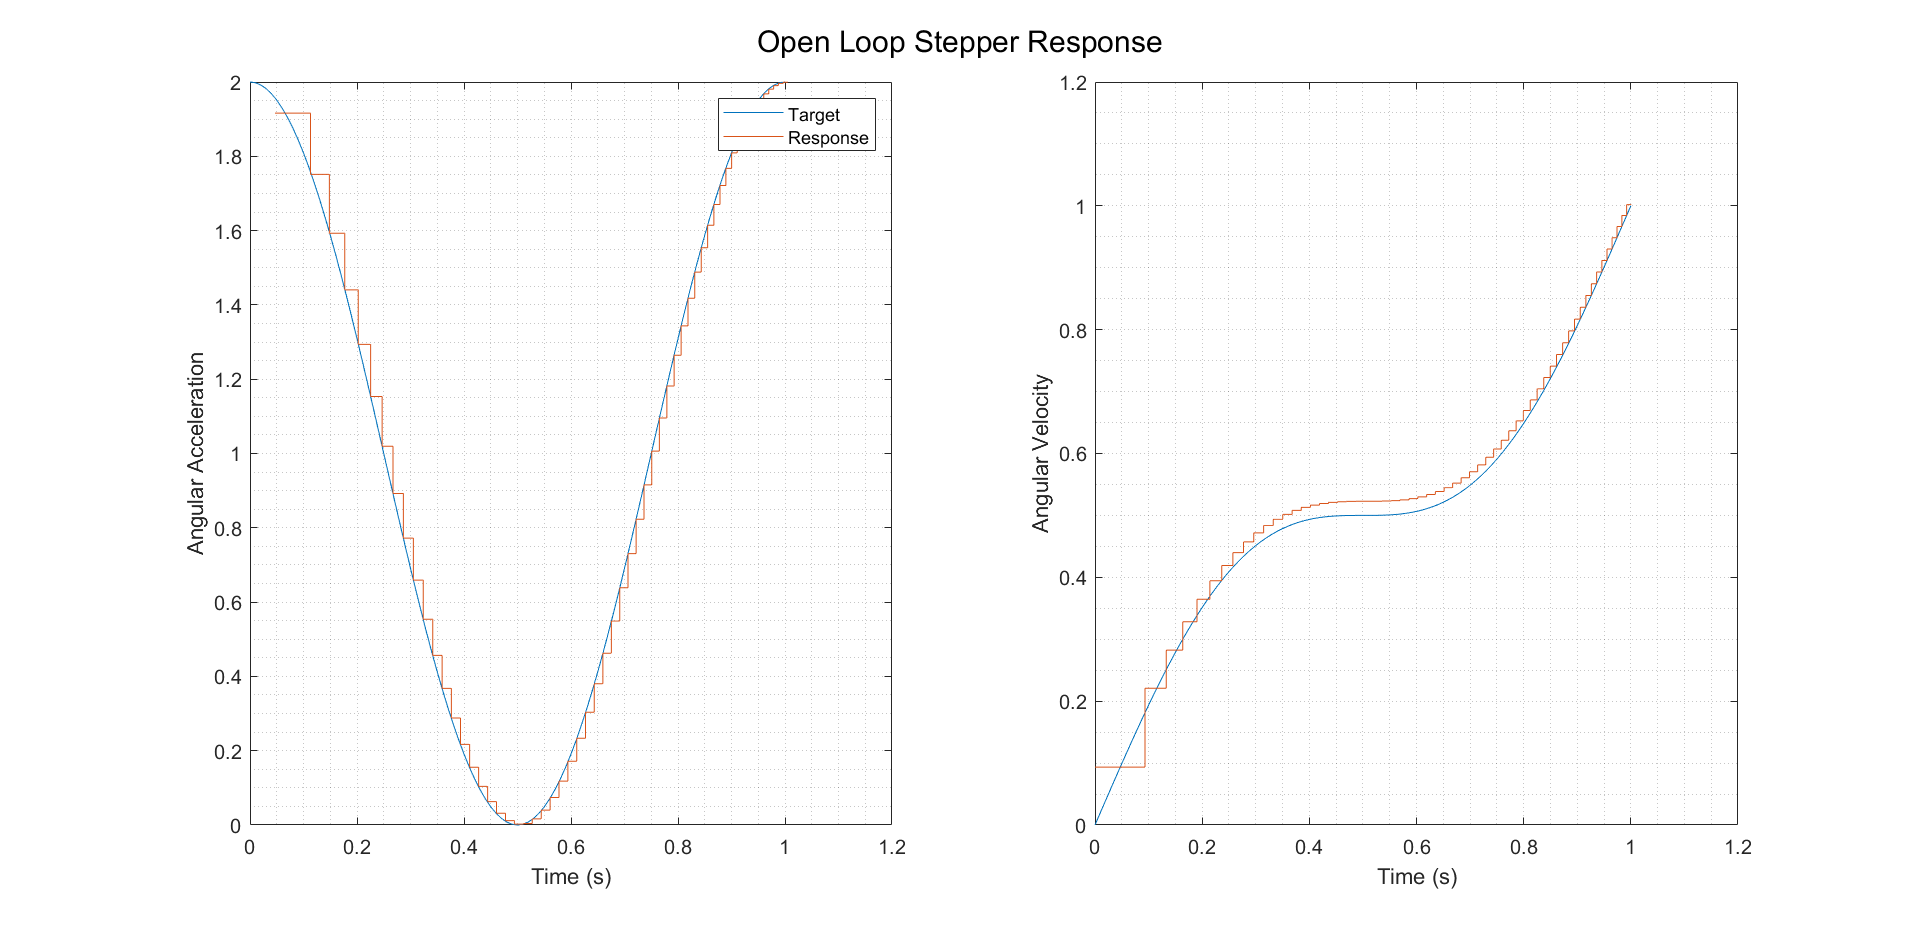 Open Loop Stepper Response
Angular Acceleration
2
1.8
1.6
1.4
1.2
1
0.8
0.6
0.4
0.2
0
0 0.2 0.4 0.6 0.8 1 1.2
Time (s)
Target
Response
Angular Velocity
1.2
1
0.8
0.6
0.4
0.2
0
0 0.2 0.4 0.6 0.8 1 1.2
Time (s)